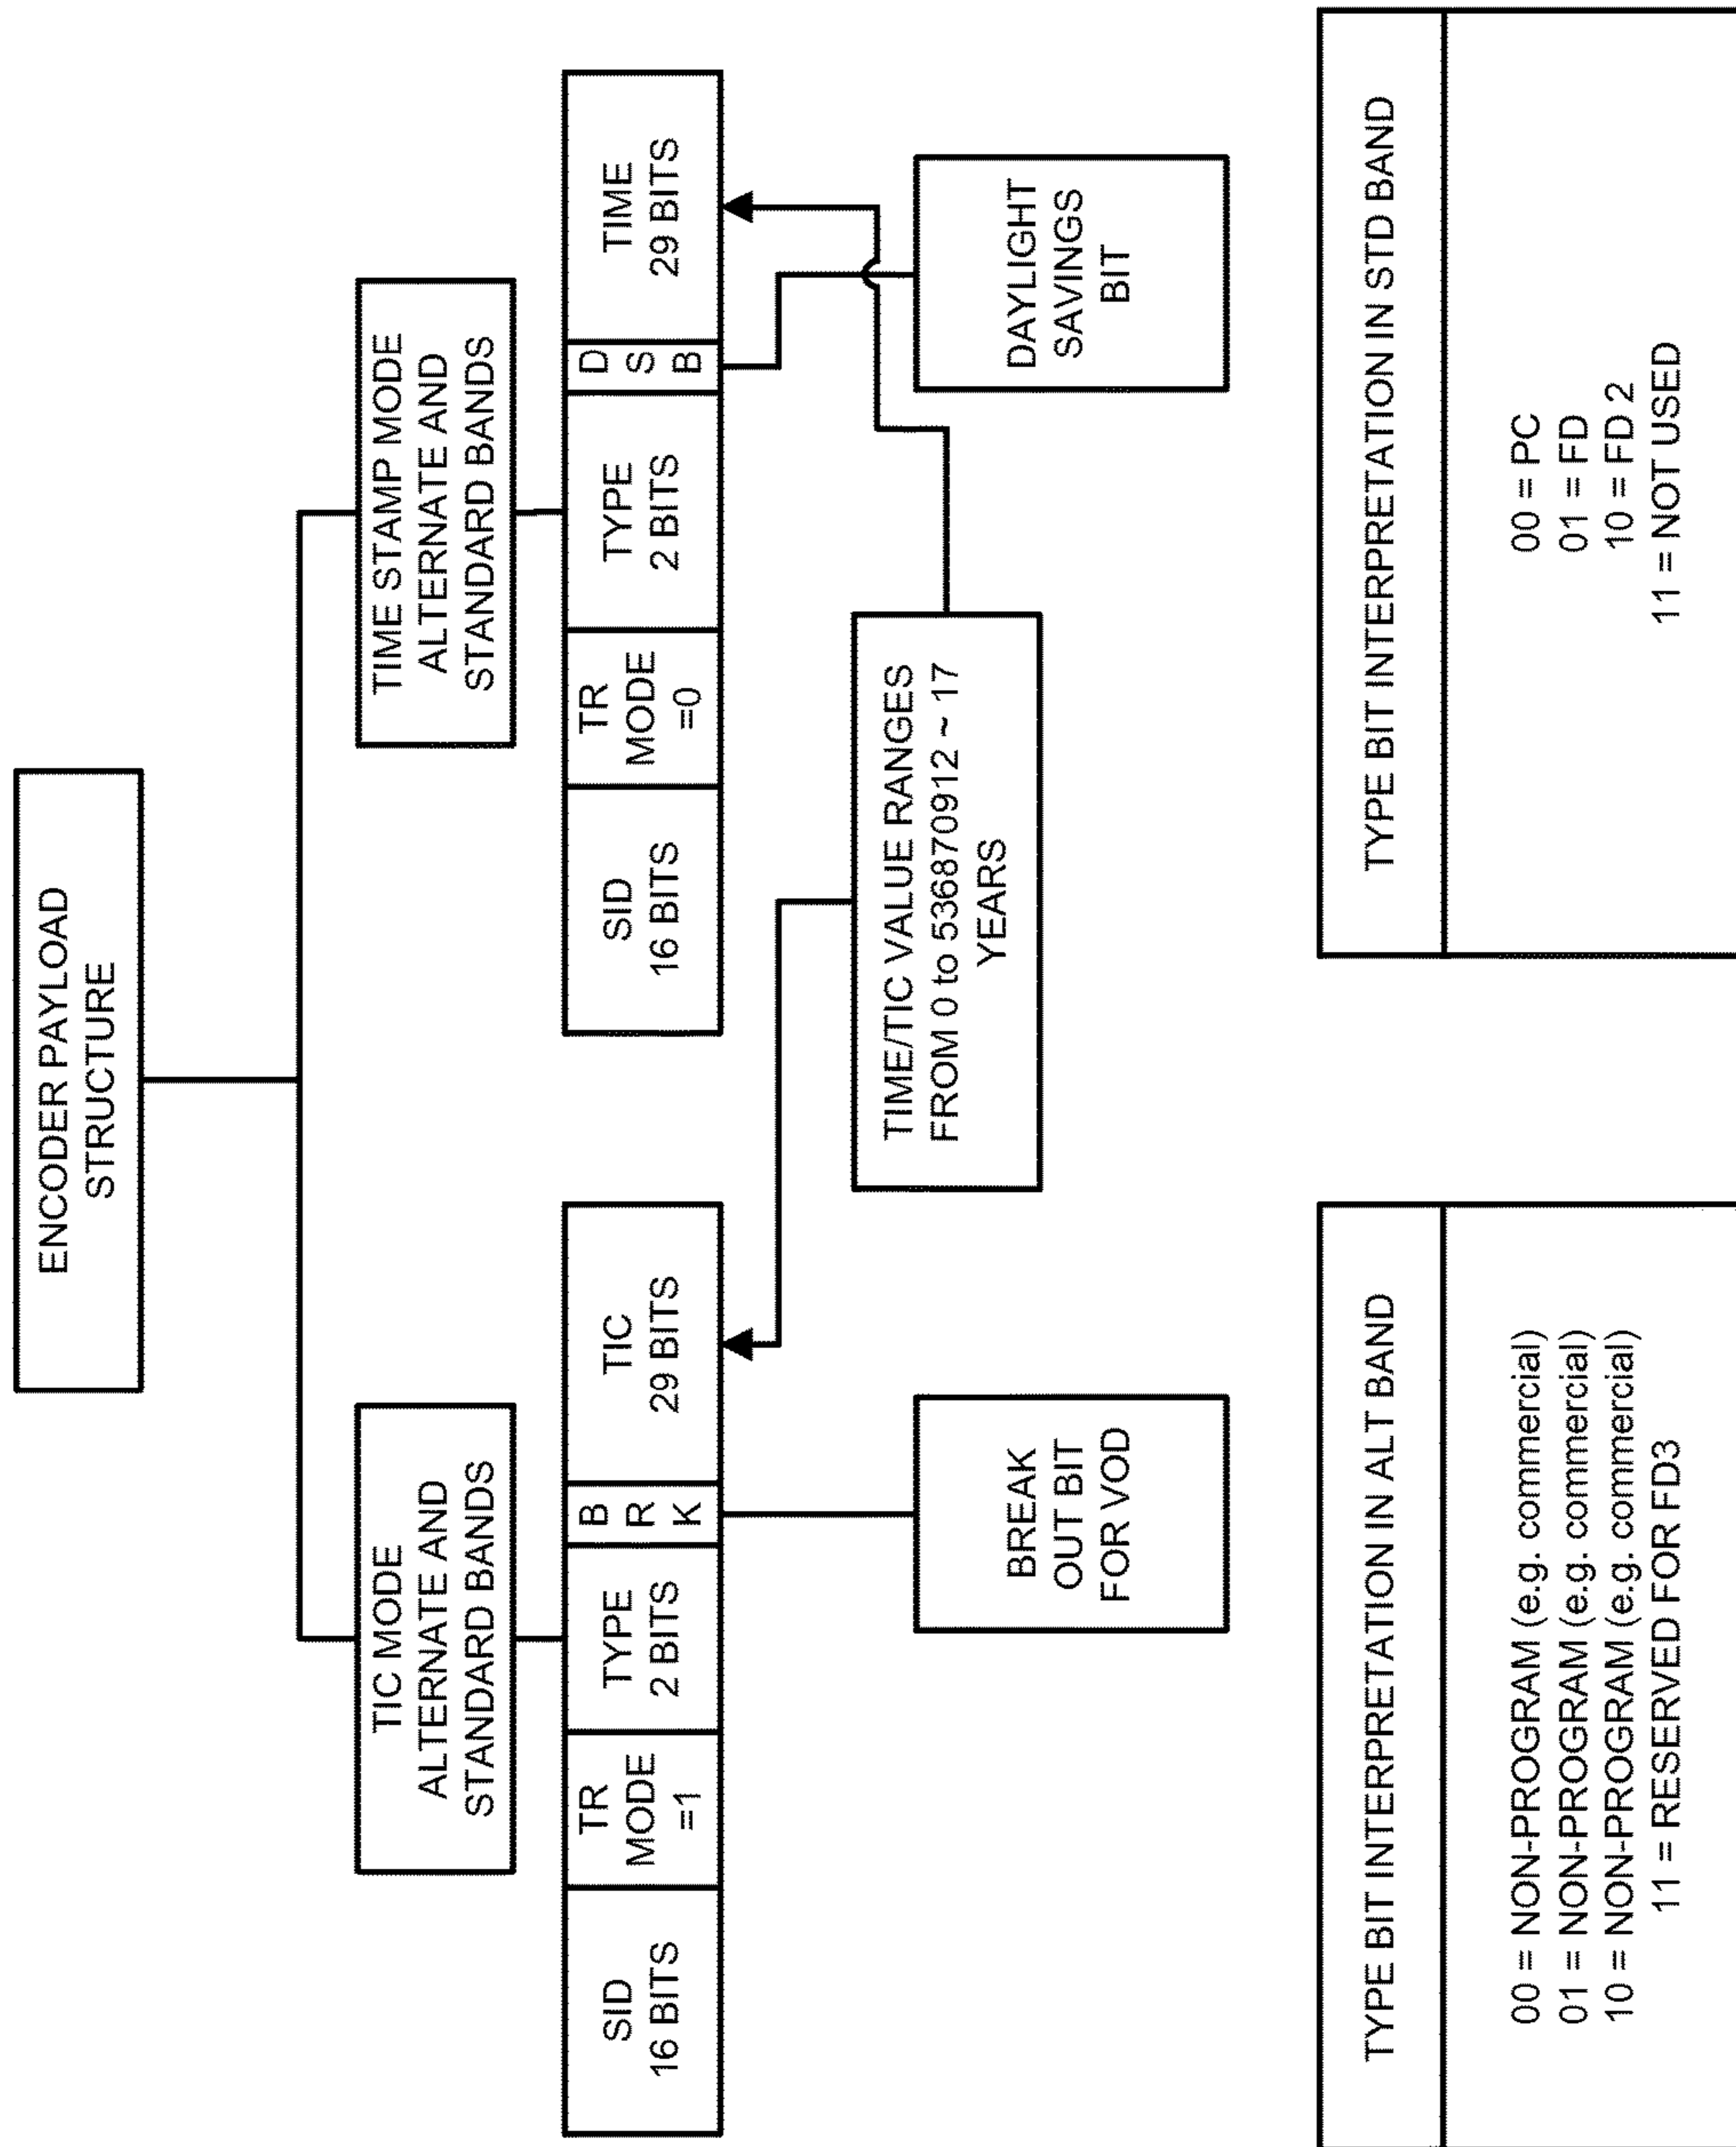 ENCODER PAYLOAD
STRUCTURE
TIC MODE
ALTERNATE AND
STANDARD BANDS
TIME STAMP MODE
ALTERNATE AND
STANDARD BANDS
SID
16 BITS
TR
MODE
=1
TYPE
2 BITS
B
R
K
TIC
29 BITS
SID
16 BITS
TR
MODE
=0
TYPE
2 BITS
D
S
B
TIME
29 BITS
BREAK
OUT BIT
FOR VOD
TIME/TIC VALUE RANGES
FROM 0 to 536870912 ~ 17
YEARS
DAYLIGHT
SAVINGS
BIT
TYPE BIT INTERPRETATION IN ALT BAND
00 = NON-PROGRAM (e.g. commercial)
01 = NON-PROGRAM (e.g. commercial)
10 = NON-PROGRAM (e.g. commercial)
11 = RESERVED FOR FD3
TYPE BIT INTERPRETATION IN STD BAND
00 = PC
01 = FD
10 = FD 2
11 = NOT USED